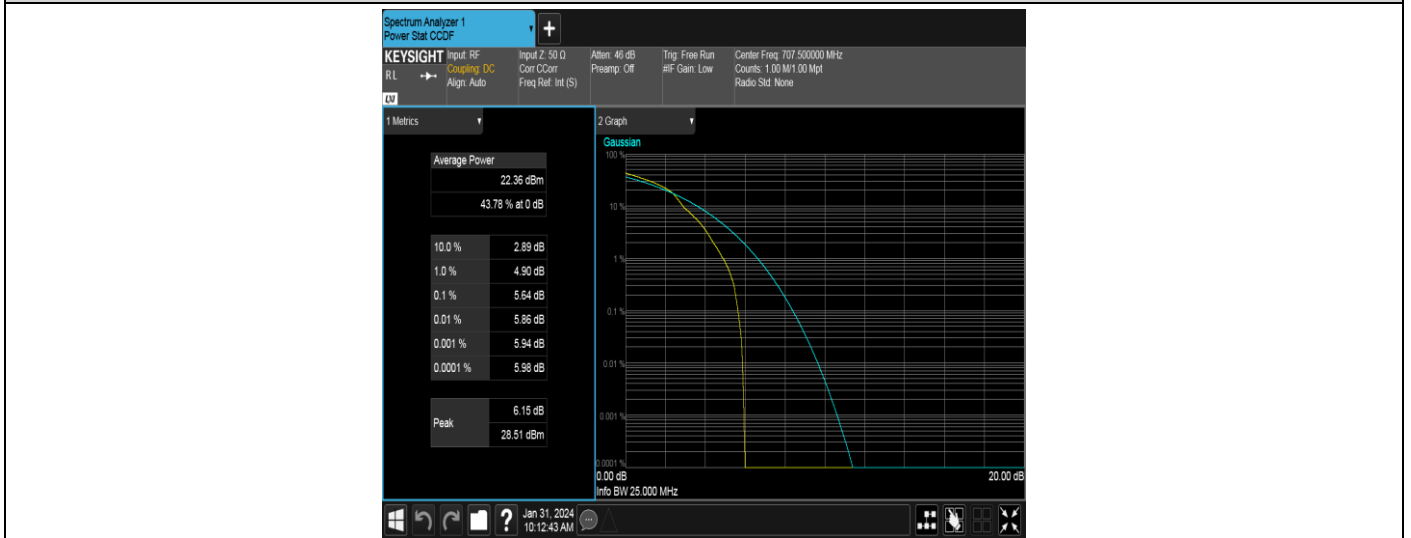 Spectrum Analyzer 1
Power Stat CCDF
+
KEYSIGHT
RL
LXI
Input: RF
Coupling: DC
Align: Auto
Input Z: 50 Ω
Corr CCorr
Freq Ref: Int (S)
Atten: 46 dB
Preamp: Off
Trig: Free Run
#IF Gain: Low
Center Freq: 707.500000 MHz
Counts: 1.00 M/1.00 Mpt
Radio Std: None
1 Metrics
Average Power
22.36 dBm
43.78 % at 0 dB
10.0 % 2.89 dB
1.0 % 4.90 dB
0.1 % 5.64 dB
0.01 % 5.86 dB
0.001 % 5.94 dB
0.0001 % 5.98 dB
Peak
6.15 dB
28.51 dBm
2 Graph
Gaussian
100 %
10 %
1 %
0.1 %
0.01 %
0.001 %
0.0001 %
0.00 dB 20.00 dB
Info BW 25.000 MHz
?
Jan 31, 2024
10:12:43 AM